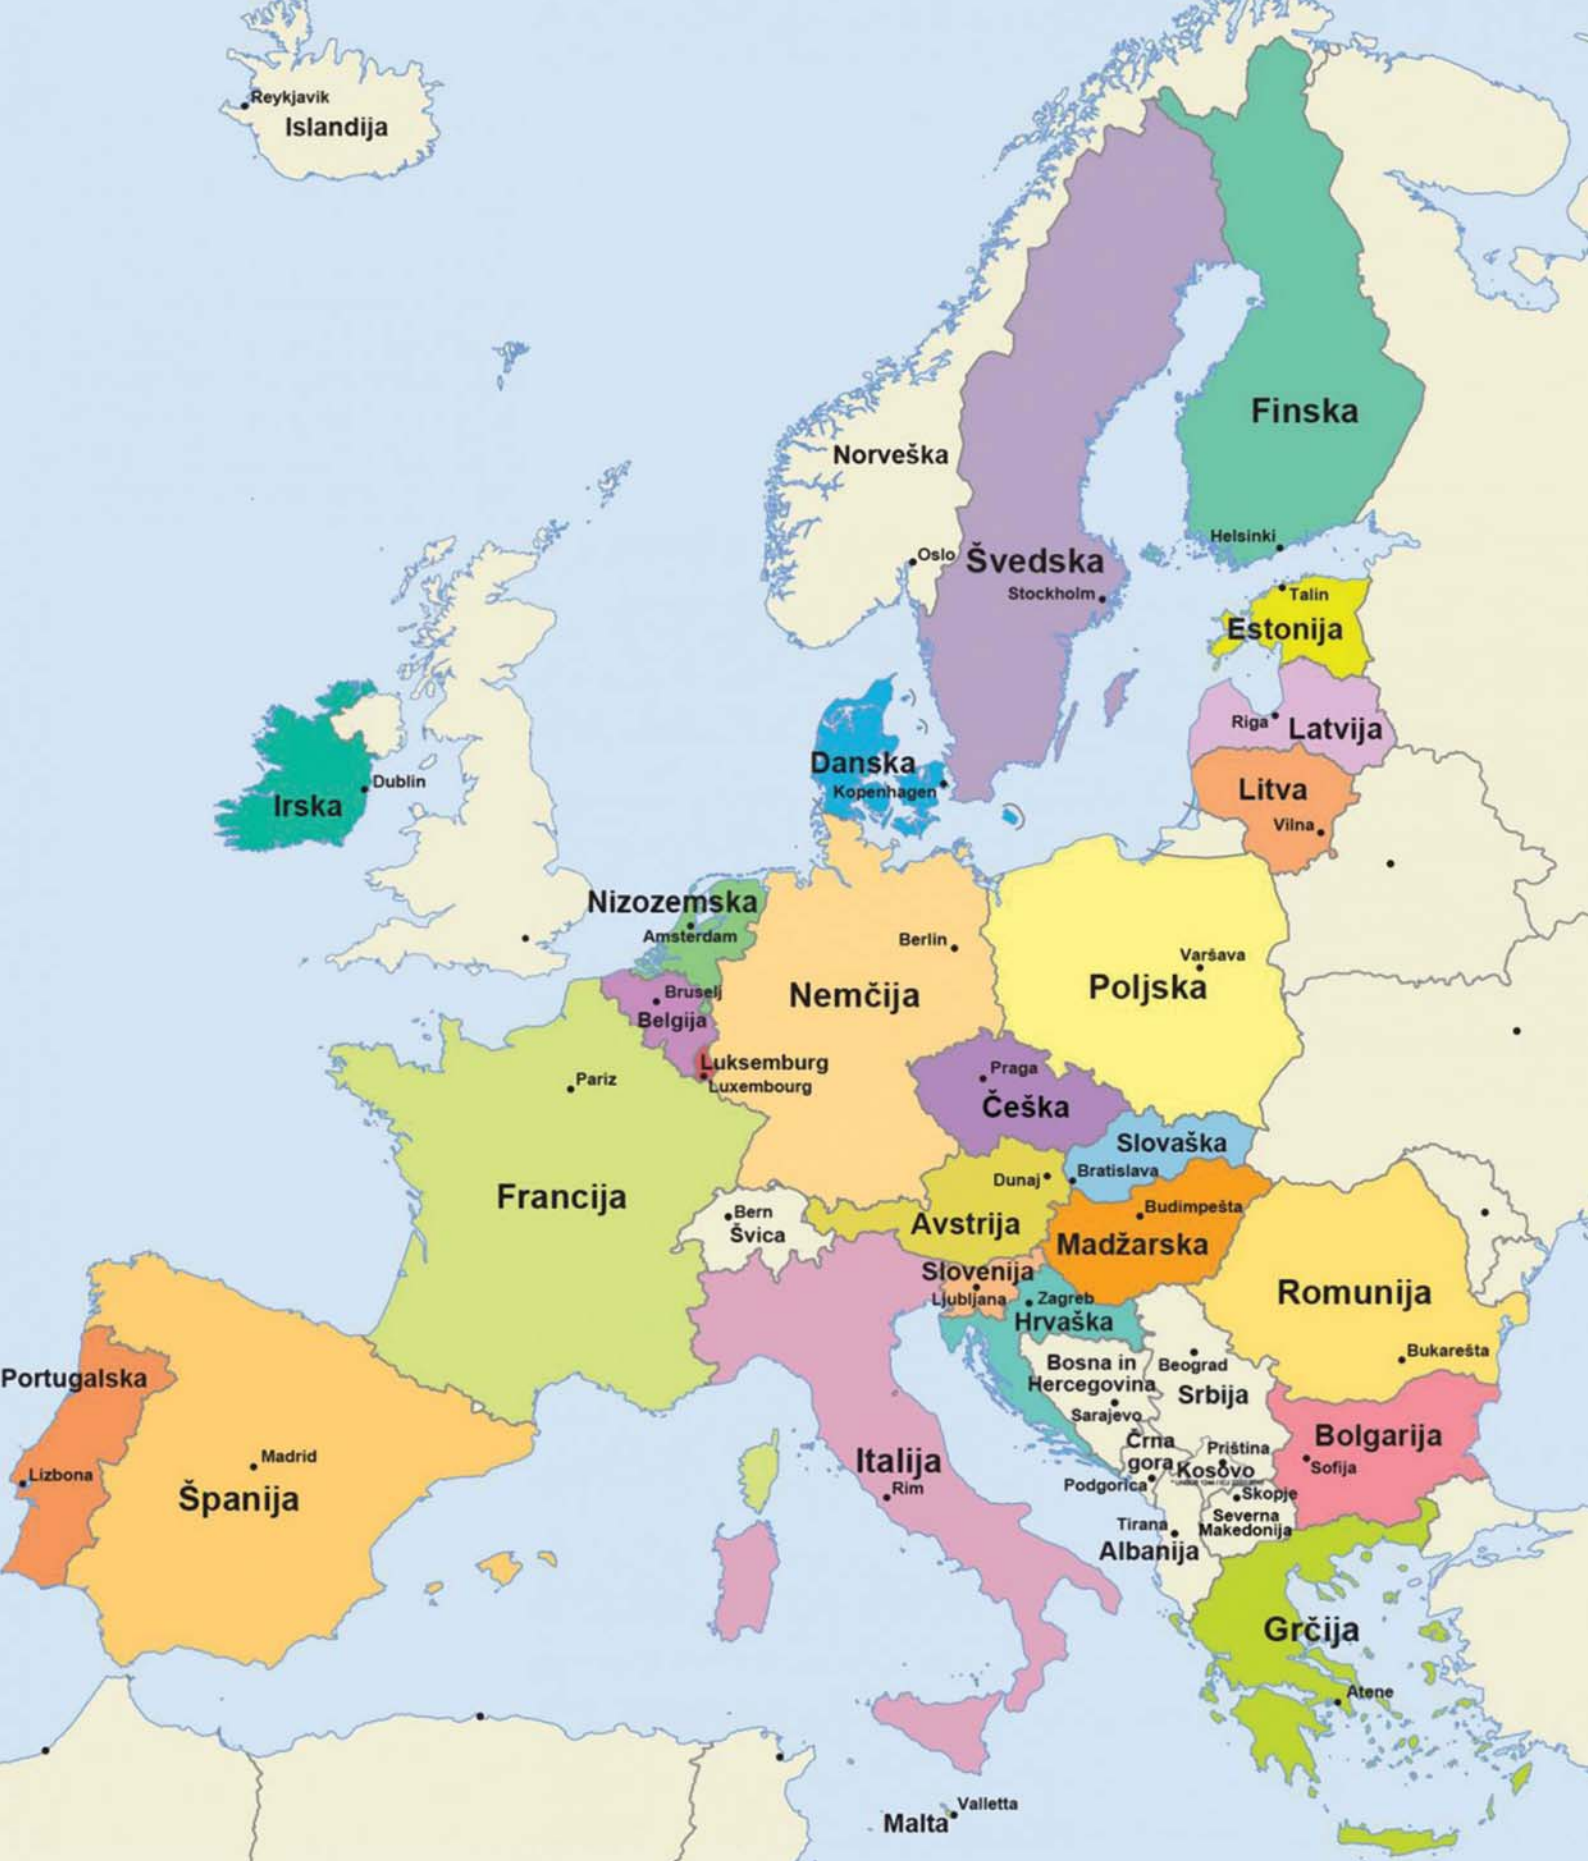 Reykjavik
Islandija
Finska
Norveška
Helsinki
Oslo
Švedska
Stockholm
Talin
Estonija
Riga
Latvija
Danska
Kopenhagen
Dublin
Irska
Litva
Vilna
Nizozemska
Amsterdam
Berlin
Varšava
Nemčija
Poljska
Bruselj
Belgija
Luksemburg
Luxembourg
Pariz
Praga
Češka
Slovaška
Bratislava
Dunaj
Francija
Bern
Švica
Avstrija
Budimpešta
Madžarska
Slovenija
Ljubljana
Zagreb
Hrvaška
Romunija
Bukarešta
Portugalska
Bosna in
Hercegovina
Sarajevo
Beograd
Srbija
Bolgarija
Sofija
Črna
gora
Podgorica
Priština
Kosovo
Lizbona
Madrid
Španija
Italija
Rim
Skopje
Severna
Makedonija
Tirana
Albanija
Grčija
Atene
Valletta
Malta